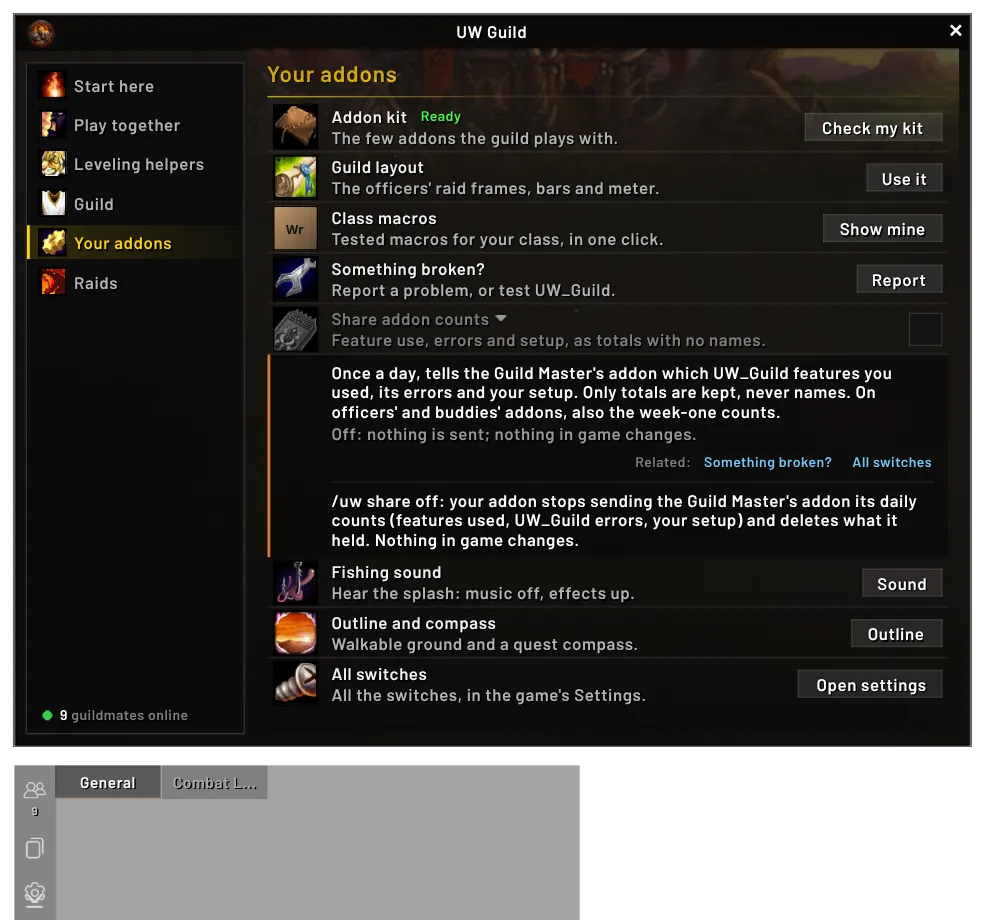 UW Guild
Start here
Play together
Leveling helpers
Guild
Your addons
Raids
9 guildmates online
Your addons
Addon kit Ready
The few addons the guild plays with.
Check my kit
Guild layout
The officers' raid frames, bars and meter.
Use it
Wr
Class macros
Tested macros for your class, in one click.
Show mine
Something broken?
Report a problem, or test UW_Guild.
Report
Share addon counts
Feature use, errors and setup, as totals with no names.
Once a day, tells the Guild Master's addon which UW_Guild features you
used, its errors and your setup. Only totals are kept, never names. On
officers' and buddies' addons, also the week-one counts.
Off: nothing is sent; nothing in game changes.
Related: Something broken? All switches
/uw share off: your addon stops sending the Guild Master's addon its daily
counts (features used, UW_Guild errors, your setup) and deletes what it
held. Nothing in game changes.
Fishing sound
Hear the splash: music off, effects up.
Sound
Outline and compass
Walkable ground and a quest compass.
Outline
All switches
All the switches, in the game's Settings.
Open settings
9
General
Combat L...